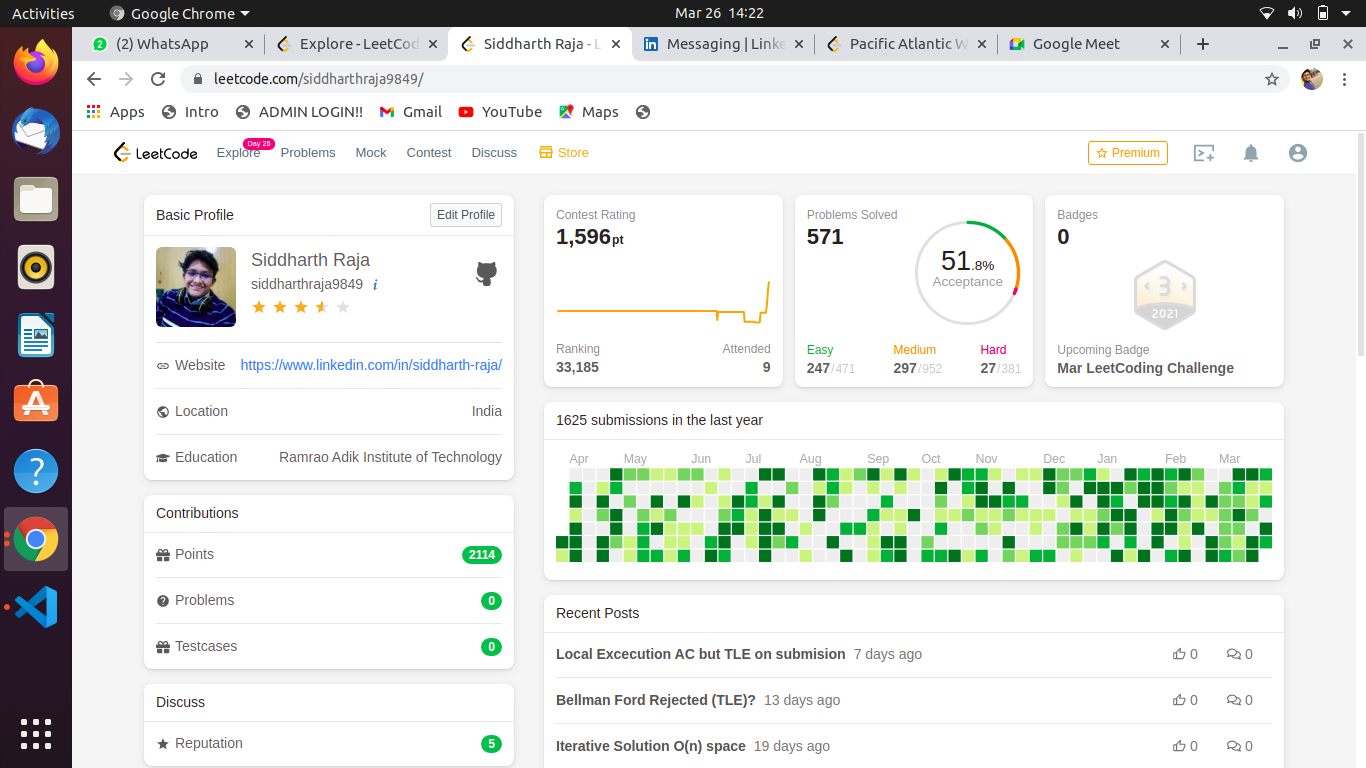 Activities Google Chrome Mar 26 14:22
2 (2) WhatsApp Explore - LeetCod Siddharth Raja - L Messaging | Linke Pacific Atlantic W Google Meet
leetcode.com/siddharthraja9849/
Apps Intro ADMIN LOGIN!! Gmail YouTube Maps
LeetCode Explore Day 26 Problems Mock Contest Discuss Store Premium
Basic Profile Edit Profile
Siddharth Raja
siddharthraja9849 i
Website https://www.linkedin.com/in/siddharth-raja/
Location India
Education Ramrao Adik Institute of Technology
Contributions
Points 2114
Problems 0
Testcases 0
Discuss
Reputation 5
Contest Rating
1,596pt
Ranking Attended
33,185 9
Problems Solved
571
51.8%
Acceptance
Easy Medium Hard
247/471 297/952 27/381
Badges
0
3
2021
Upcoming Badge
Mar LeetCoding Challenge
1625 submissions in the last year
Apr May Jun Jul Aug Sep Oct Nov Dec Jan Feb Mar
Recent Posts
Local Excecution AC but TLE on submision 7 days ago 0 0
Bellman Ford Rejected (TLE)? 13 days ago 0 0
Iterative Solution O(n) space 19 days ago 0 0